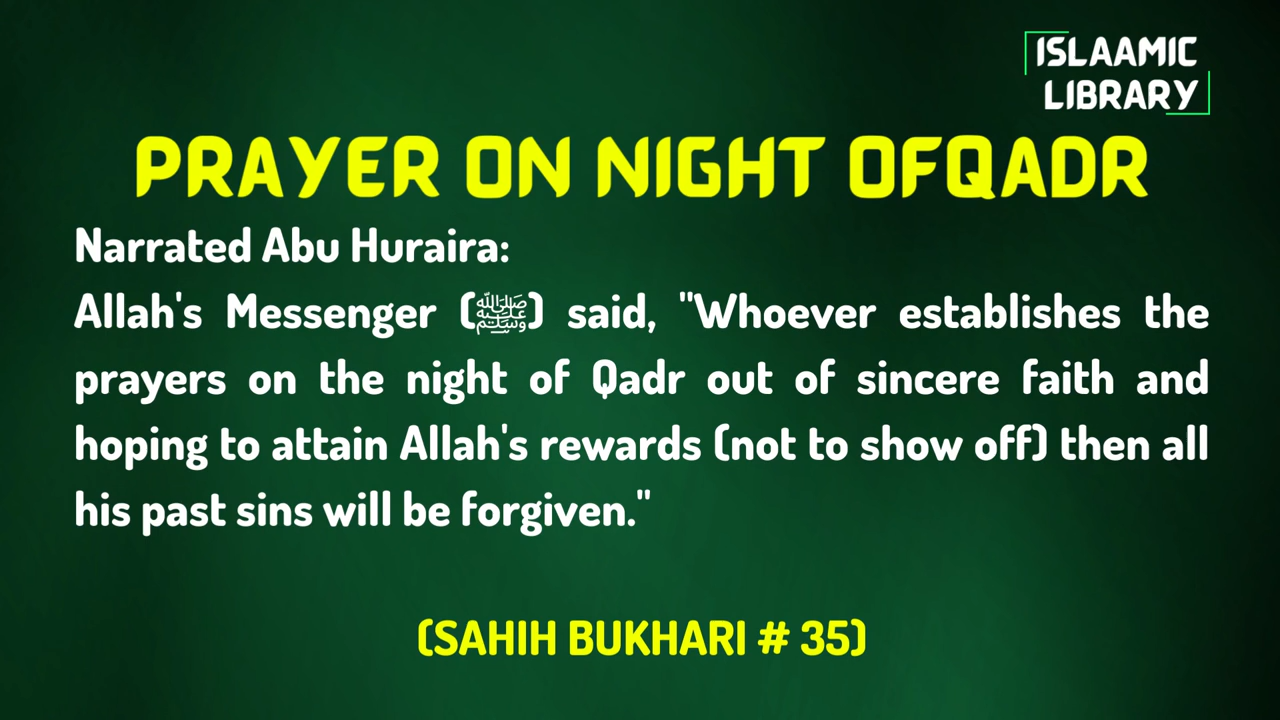 ISLAAMIC
LIBRARY
PRAYER ON NIGHT OFQADR
Narrated Abu Huraira:
Allah's Messenger (ﷺ) said, "Whoever establishes the
prayers on the night of Qadr out of sincere faith and
hoping to attain Allah's rewards (not to show off) then all
his past sins will be forgiven."
(SAHIH BUKHARI # 35)